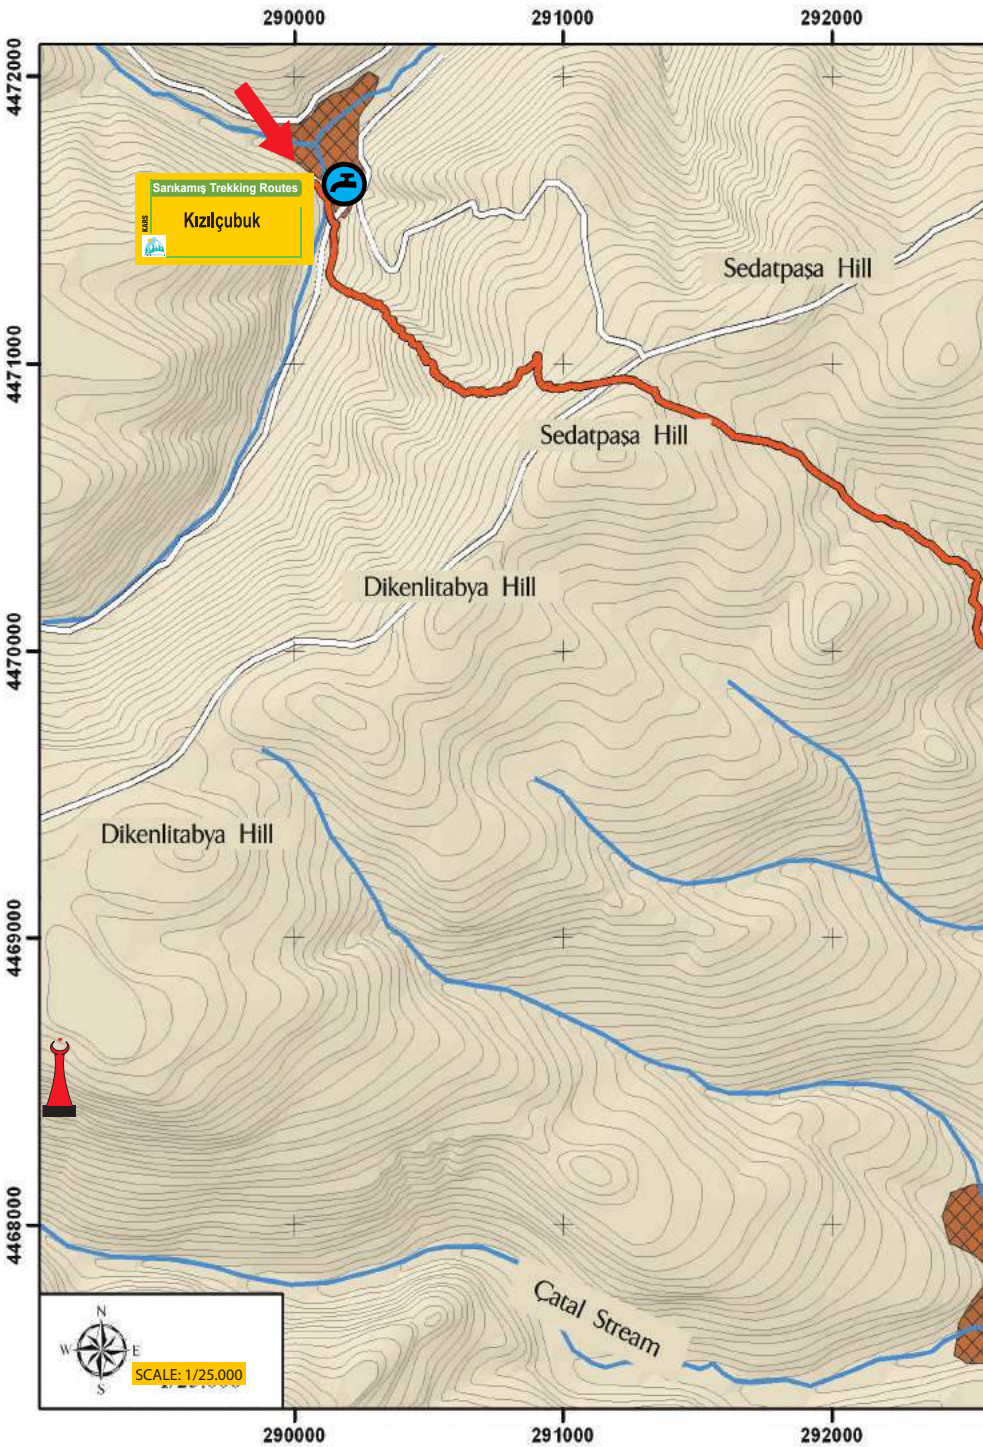 290000
291000
292000
4472000
4471000
4470000
4469000
4468000
Sarıkamış Trekking Routes
KARS
Kızılçubuk
Sedatpaşa Hill
Sedatpaşa Hill
Dikenlitabya Hill
Dikenlitabya Hill
Çatal Stream
N
W
E
S
SCALE: 1/25.000
290000
291000
292000